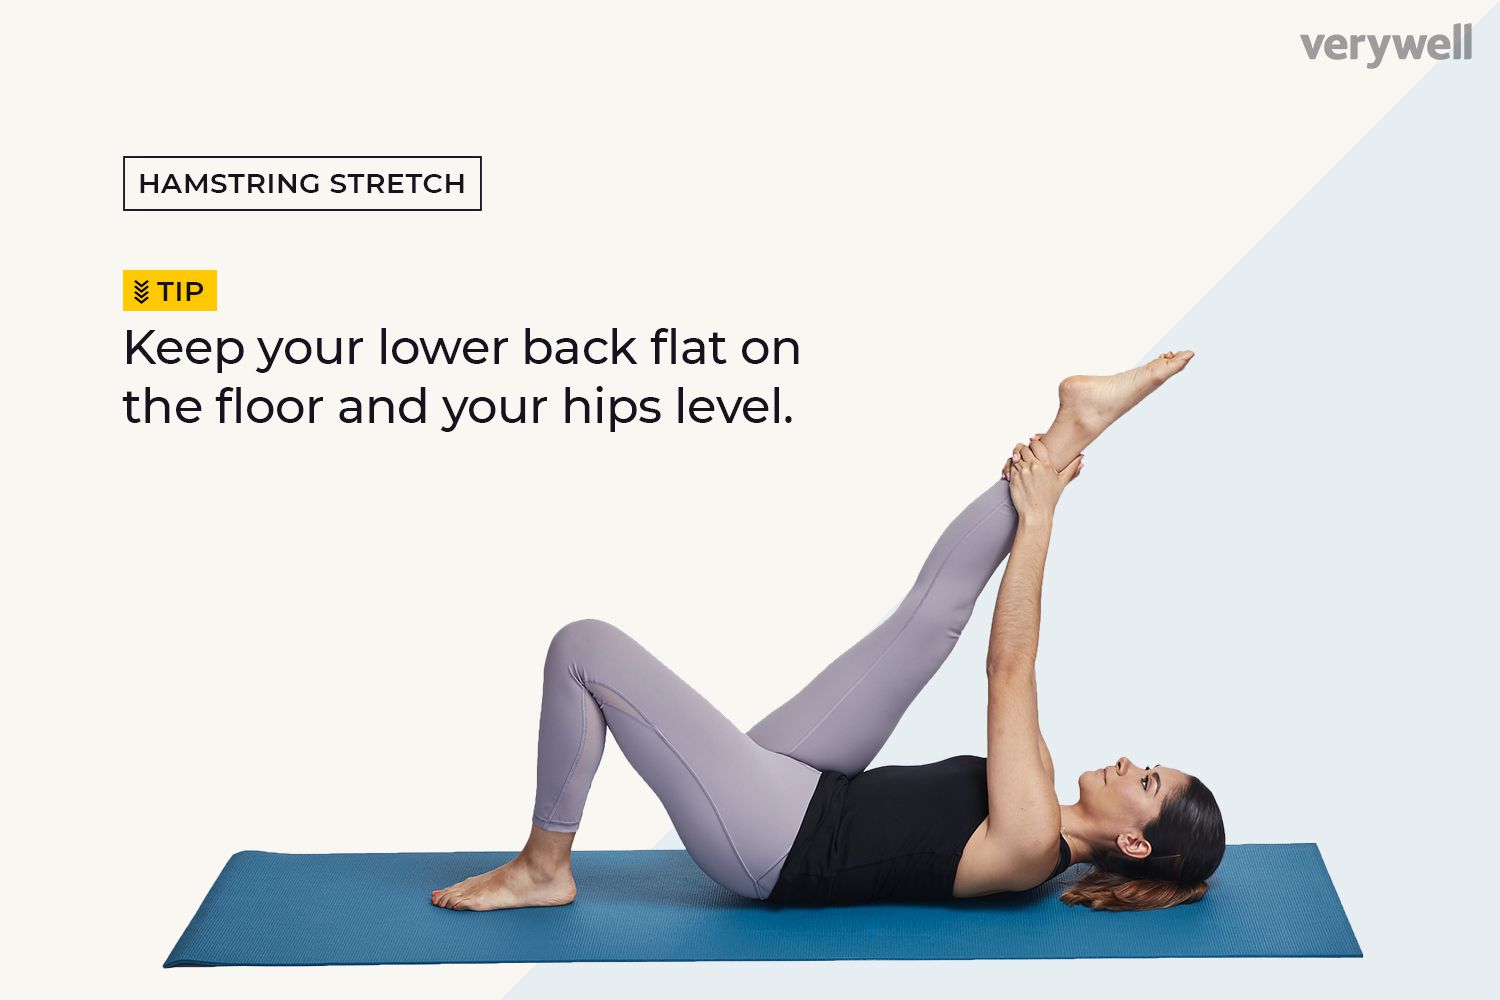 verywell
HAMSTRING STRETCH
TIP
Keep your lower back flat on
the floor and your hips level.